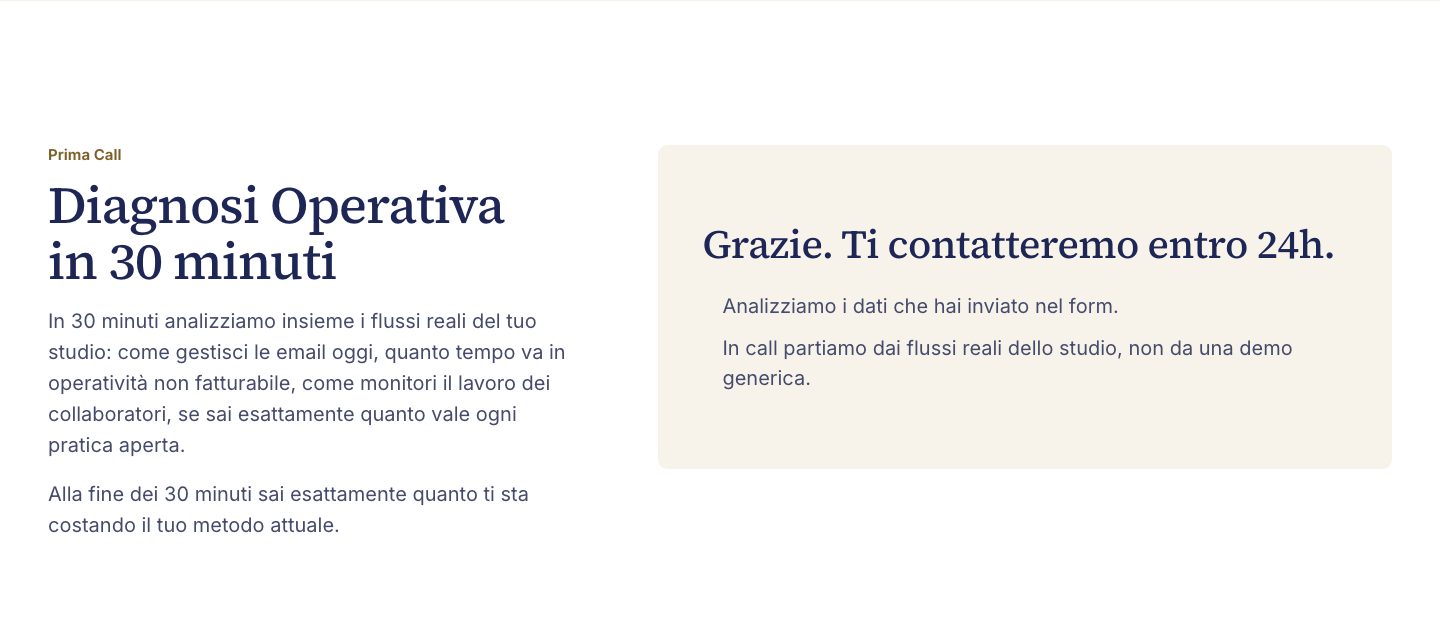 Prima Call
Diagnosi Operativa
in 30 minuti
In 30 minuti analizziamo insieme i flussi reali del tuo
studio: come gestisci le email oggi, quanto tempo va in
operatività non fatturabile, come monitori il lavoro dei
collaboratori, se sai esattamente quanto vale ogni
pratica aperta.
Alla fine dei 30 minuti sai esattamente quanto ti sta
costando il tuo metodo attuale.
Grazie. Ti contatteremo entro 24h.
Analizziamo i dati che hai inviato nel form.
In call partiamo dai flussi reali dello studio, non da una demo
generica.